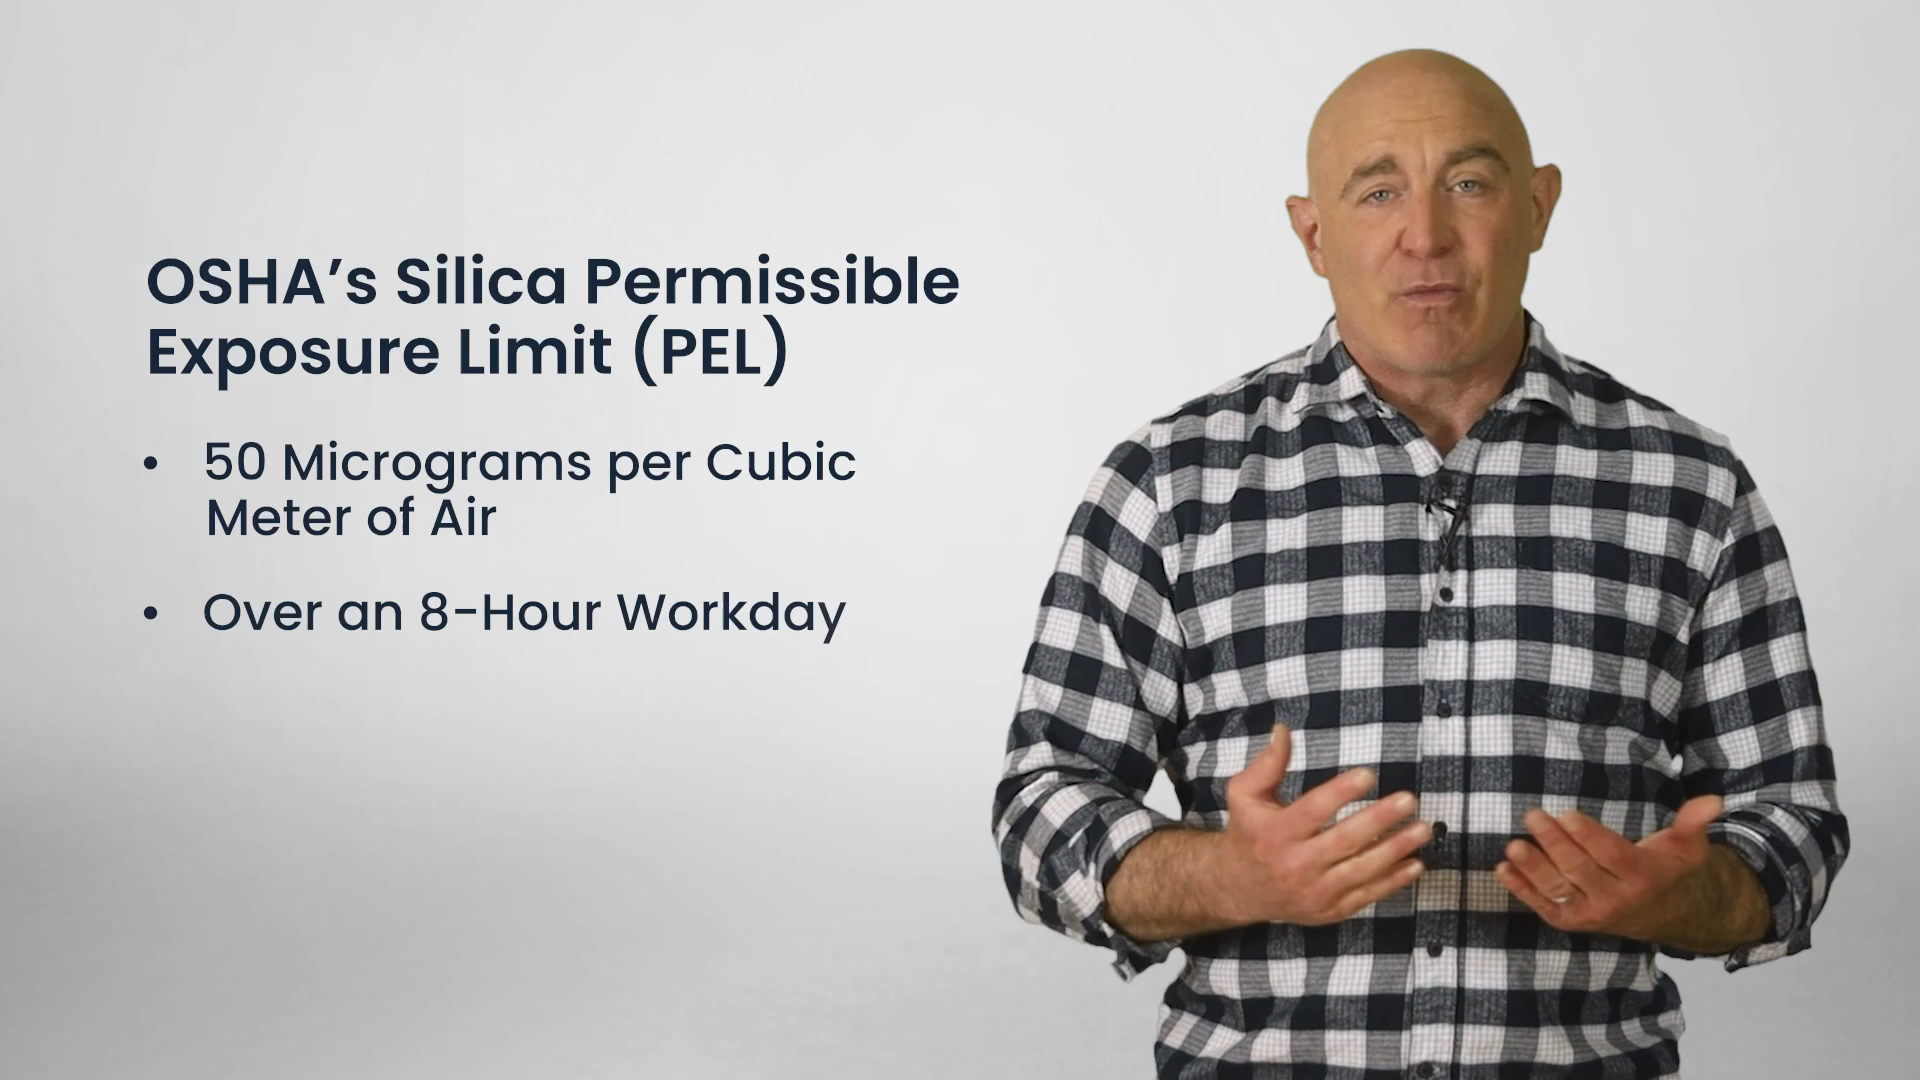 OSHA’s Silica Permissible
Exposure Limit (PEL)
• 50 Micrograms per Cubic
Meter of Air
• Over an 8-Hour Workday